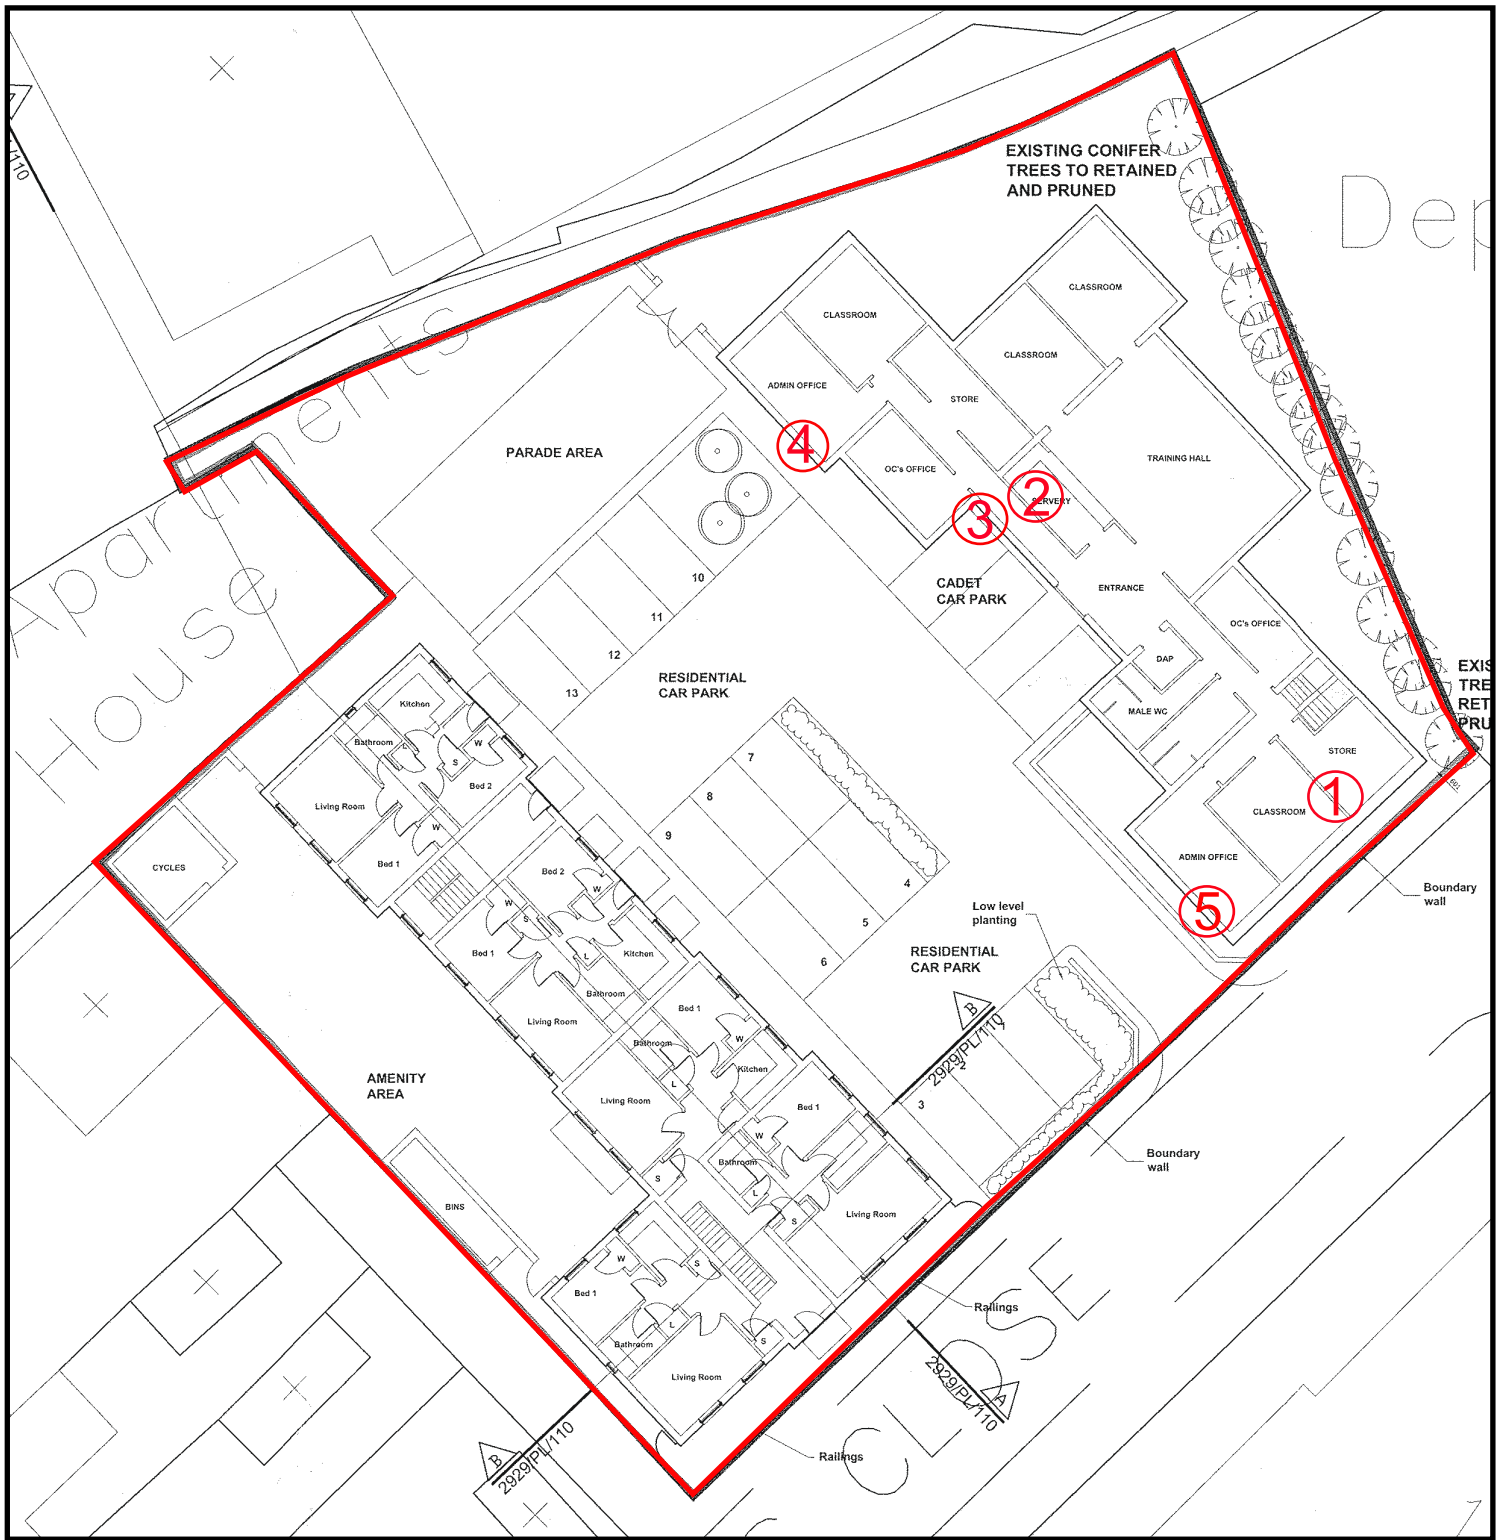 /110
EXISTING CONIFER
TREES TO RETAINED
AND PRUNED
Dep
CLASSROOM
CLASSROOM
CLASSROOM
ADMIN OFFICE
STORE
PARADE AREA
4
OC's OFFICE
TRAINING HALL
2
SERVERY
3
Apartments
House
CADET
CAR PARK
ENTRANCE
10
11
12
13
OC's OFFICE
DAP
RESIDENTIAL
CAR PARK
EXIS
TRE
RET
PRU
MALE WC
STORE
1
CLASSROOM
ADMIN OFFICE
5
Boundary
wall
7
8
9
4
5
6
Kitchen
Bathroom
L
W
S
Bed 2
Living Room
W
Bed 1
CYCLES
Bed 2
W
W
S
Bed 1
L
Kitchen
Bathroom
Living Room
Low level
planting
RESIDENTIAL
CAR PARK
B
2929/PL/110
1
2
3
Bed 1
W
Bathroom
Kitchen
L
Living Room
Bed 1
W
Bathroom
L
S
S
Living Room
AMENITY
AREA
BINS
Boundary
wall
W
S
Bed 1
L
Bathroom
S
Living Room
Railings
A
2929/PL/110
B
2929/PL/110
Railings
CLOSE